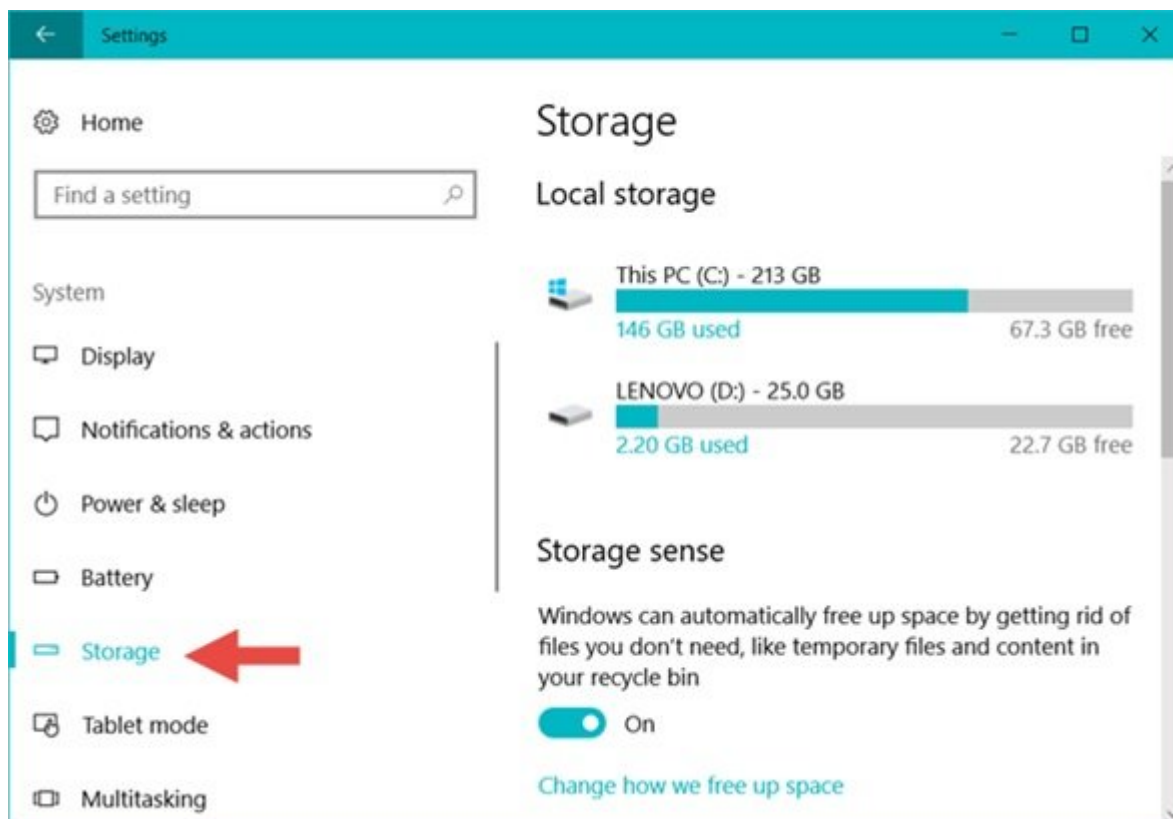 Settings
Home
Find a setting
System
Display
Notifications & actions
Power & sleep
Battery
Storage
Tablet mode
Multitasking
Storage
Local storage
This PC (C:) - 213 GB
146 GB used 67.3 GB free
LENOVO (D:) - 25.0 GB
2.20 GB used 22.7 GB free
Storage sense
Windows can automatically free up space by getting rid of
files you don't need, like temporary files and content in
your recycle bin
On
Change how we free up space